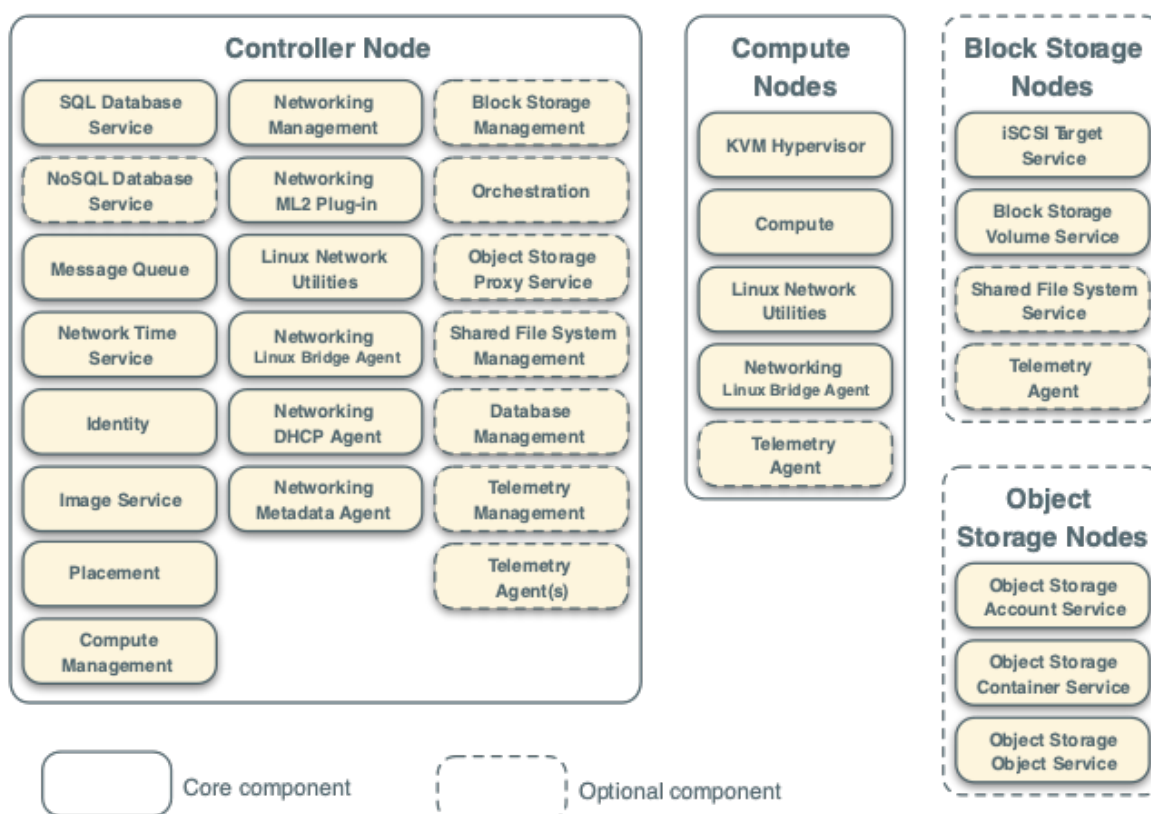 Controller Node
SQL Database
Service
NoSQL Database
Service
Message Queue
Network Time
Service
Identity
Image Service
Placement
Compute
Management
Networking
Management
Networking
ML2 Plug-in
Linux Network
Utilities
Networking
Linux Bridge Agent
Networking
DHCP Agent
Networking
Metadata Agent
Block Storage
Management
Orchestration
Object Storage
Proxy Service
Shared File System
Management
Database
Management
Telemetry
Management
Telemetry
Agent(s)
Compute
Nodes
KVM Hypervisor
Compute
Linux Network
Utilities
Networking
Linux Bridge Agent
Telemetry
Agent
Block Storage
Nodes
iSCSI Target
Service
Block Storage
Volume Service
Shared File System
Service
Telemetry
Agent
Object
Storage Nodes
Object Storage
Account Service
Object Storage
Container Service
Object Storage
Object Service
Core component
Optional component